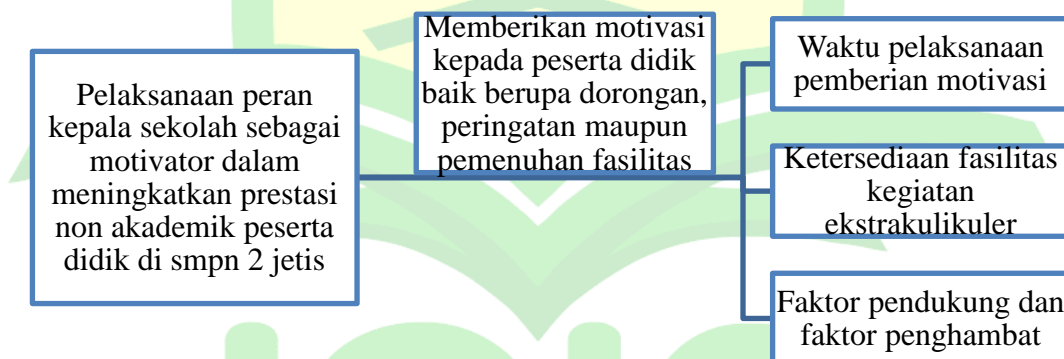 Pelaksanaan peran
kepala sekolah sebagai
motivator dalam
meningkatkan prestasi
non akademik peserta
didik di smpn 2 jetis
Memberikan motivasi
kepada peserta didik
baik berupa dorongan,
peringatan maupun
pemenuhan fasilitas
Waktu pelaksanaan
pemberian motivasi
Ketersediaan fasilitas
kegiatan
ekstrakulikuler
Faktor pendukung dan
faktor penghambat